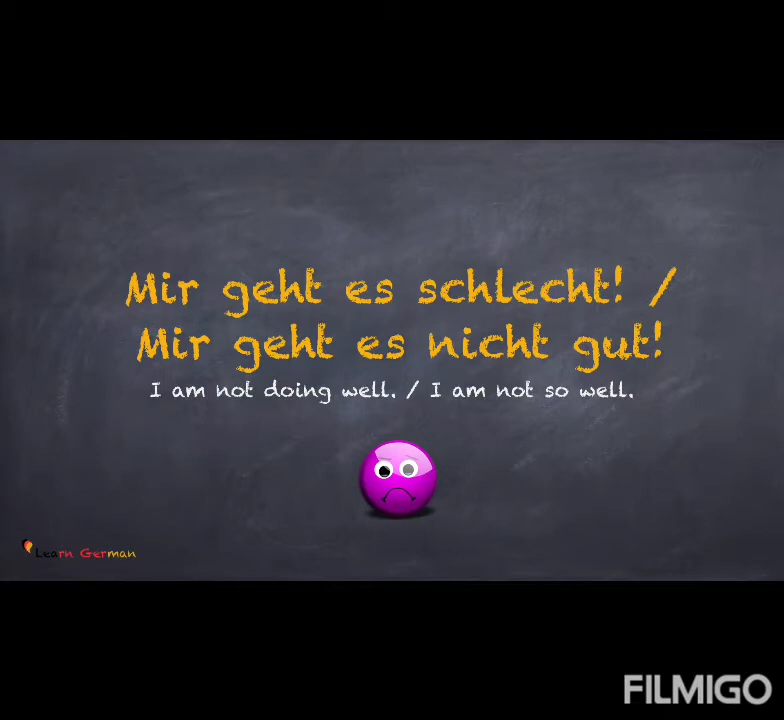 Mir geht es schlecht! /
Mir geht es nicht gut!
I am not doing well. / I am not so well.
Learn German
FILMIGO